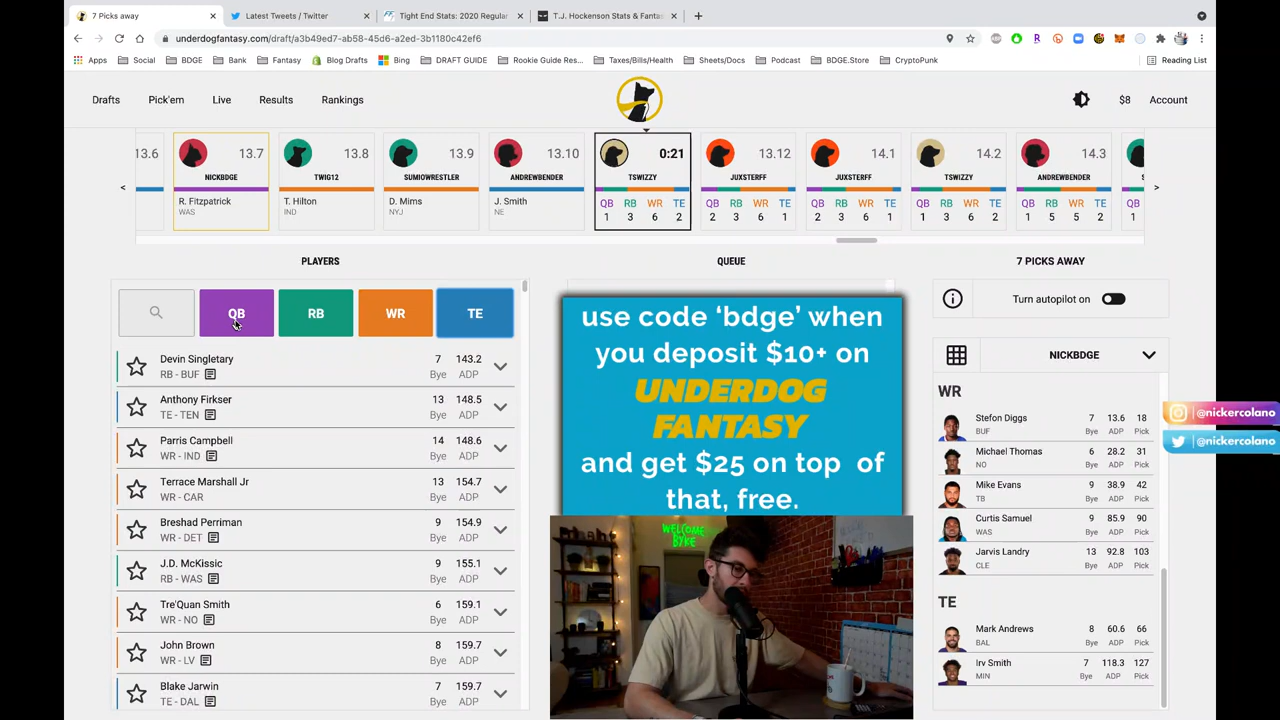 7 Picks away
Latest Tweets / Twitter
Tight End Stats: 2020 Regular
T.J. Hockenson Stats & Fantas
underdogfantasy.com/draft/a3b49ed7-ab58-45d6-a2ed-3b1180c42ef6
Apps
Social
BDGE
Bank
Fantasy
Blog Drafts
Bing
DRAFT GUIDE
Rookie Guide Res...
Taxes/Bills/Health
Sheets/Docs
Podcast
BDGE.Store
CryptoPunk
Reading List
Drafts
Pick'em
Live
Results
Rankings
$8
Account
13.6
13.7
NICKBDGE
R. Fitzpatrick
WAS
13.8
TWIG12
T. Hilton
IND
13.9
SUMIOWRESTLER
D. Mims
NYJ
13.10
ANDREWBENDER
J. Smith
NE
0:21
TSWIZZY
QB RB WR TE
1 3 6 2
13.12
JUXSTERFF
QB RB WR TE
2 3 6 1
14.1
JUXSTERFF
QB RB WR TE
2 3 6 1
14.2
TSWIZZY
QB RB WR TE
1 3 6 2
14.3
ANDREWBENDER
QB RB WR TE
1 5 5 2
QB
1
<
>
PLAYERS
QUEUE
7 PICKS AWAY
QB
RB
WR
TE
Devin Singletary 7 143.2
RB - BUF Bye ADP
Anthony Firkser 13 148.5
TE - TEN Bye ADP
Parris Campbell 14 148.6
WR - IND Bye ADP
Terrace Marshall Jr 13 154.7
WR - CAR Bye ADP
Breshad Perriman 9 154.9
WR - DET Bye ADP
J.D. McKissic 9 155.1
RB - WAS Bye ADP
Tre'Quan Smith 6 159.1
WR - NO Bye ADP
John Brown 8 159.7
WR - LV Bye ADP
Blake Jarwin 7 159.7
TE - DAL Bye ADP
use code 'bdge' when
you deposit $10+ on
UNDERDOG
FANTASY
and get $25 on top of
that, free.
WELCOME
BYKE
Turn autopilot on
NICKBDGE
WR
Stefon Diggs 7 13.6 18
BUF Bye ADP Pick
Michael Thomas 6 28.2 31
NO Bye ADP Pick
Mike Evans 9 38.9 42
TB Bye ADP Pick
Curtis Samuel 9 85.9 90
WAS Bye ADP Pick
Jarvis Landry 13 92.8 103
CLE Bye ADP Pick
TE
Mark Andrews 8 60.6 66
BAL Bye ADP Pick
Irv Smith 7 118.3 127
MIN Bye ADP Pick
@nickercolano
@nickercolano